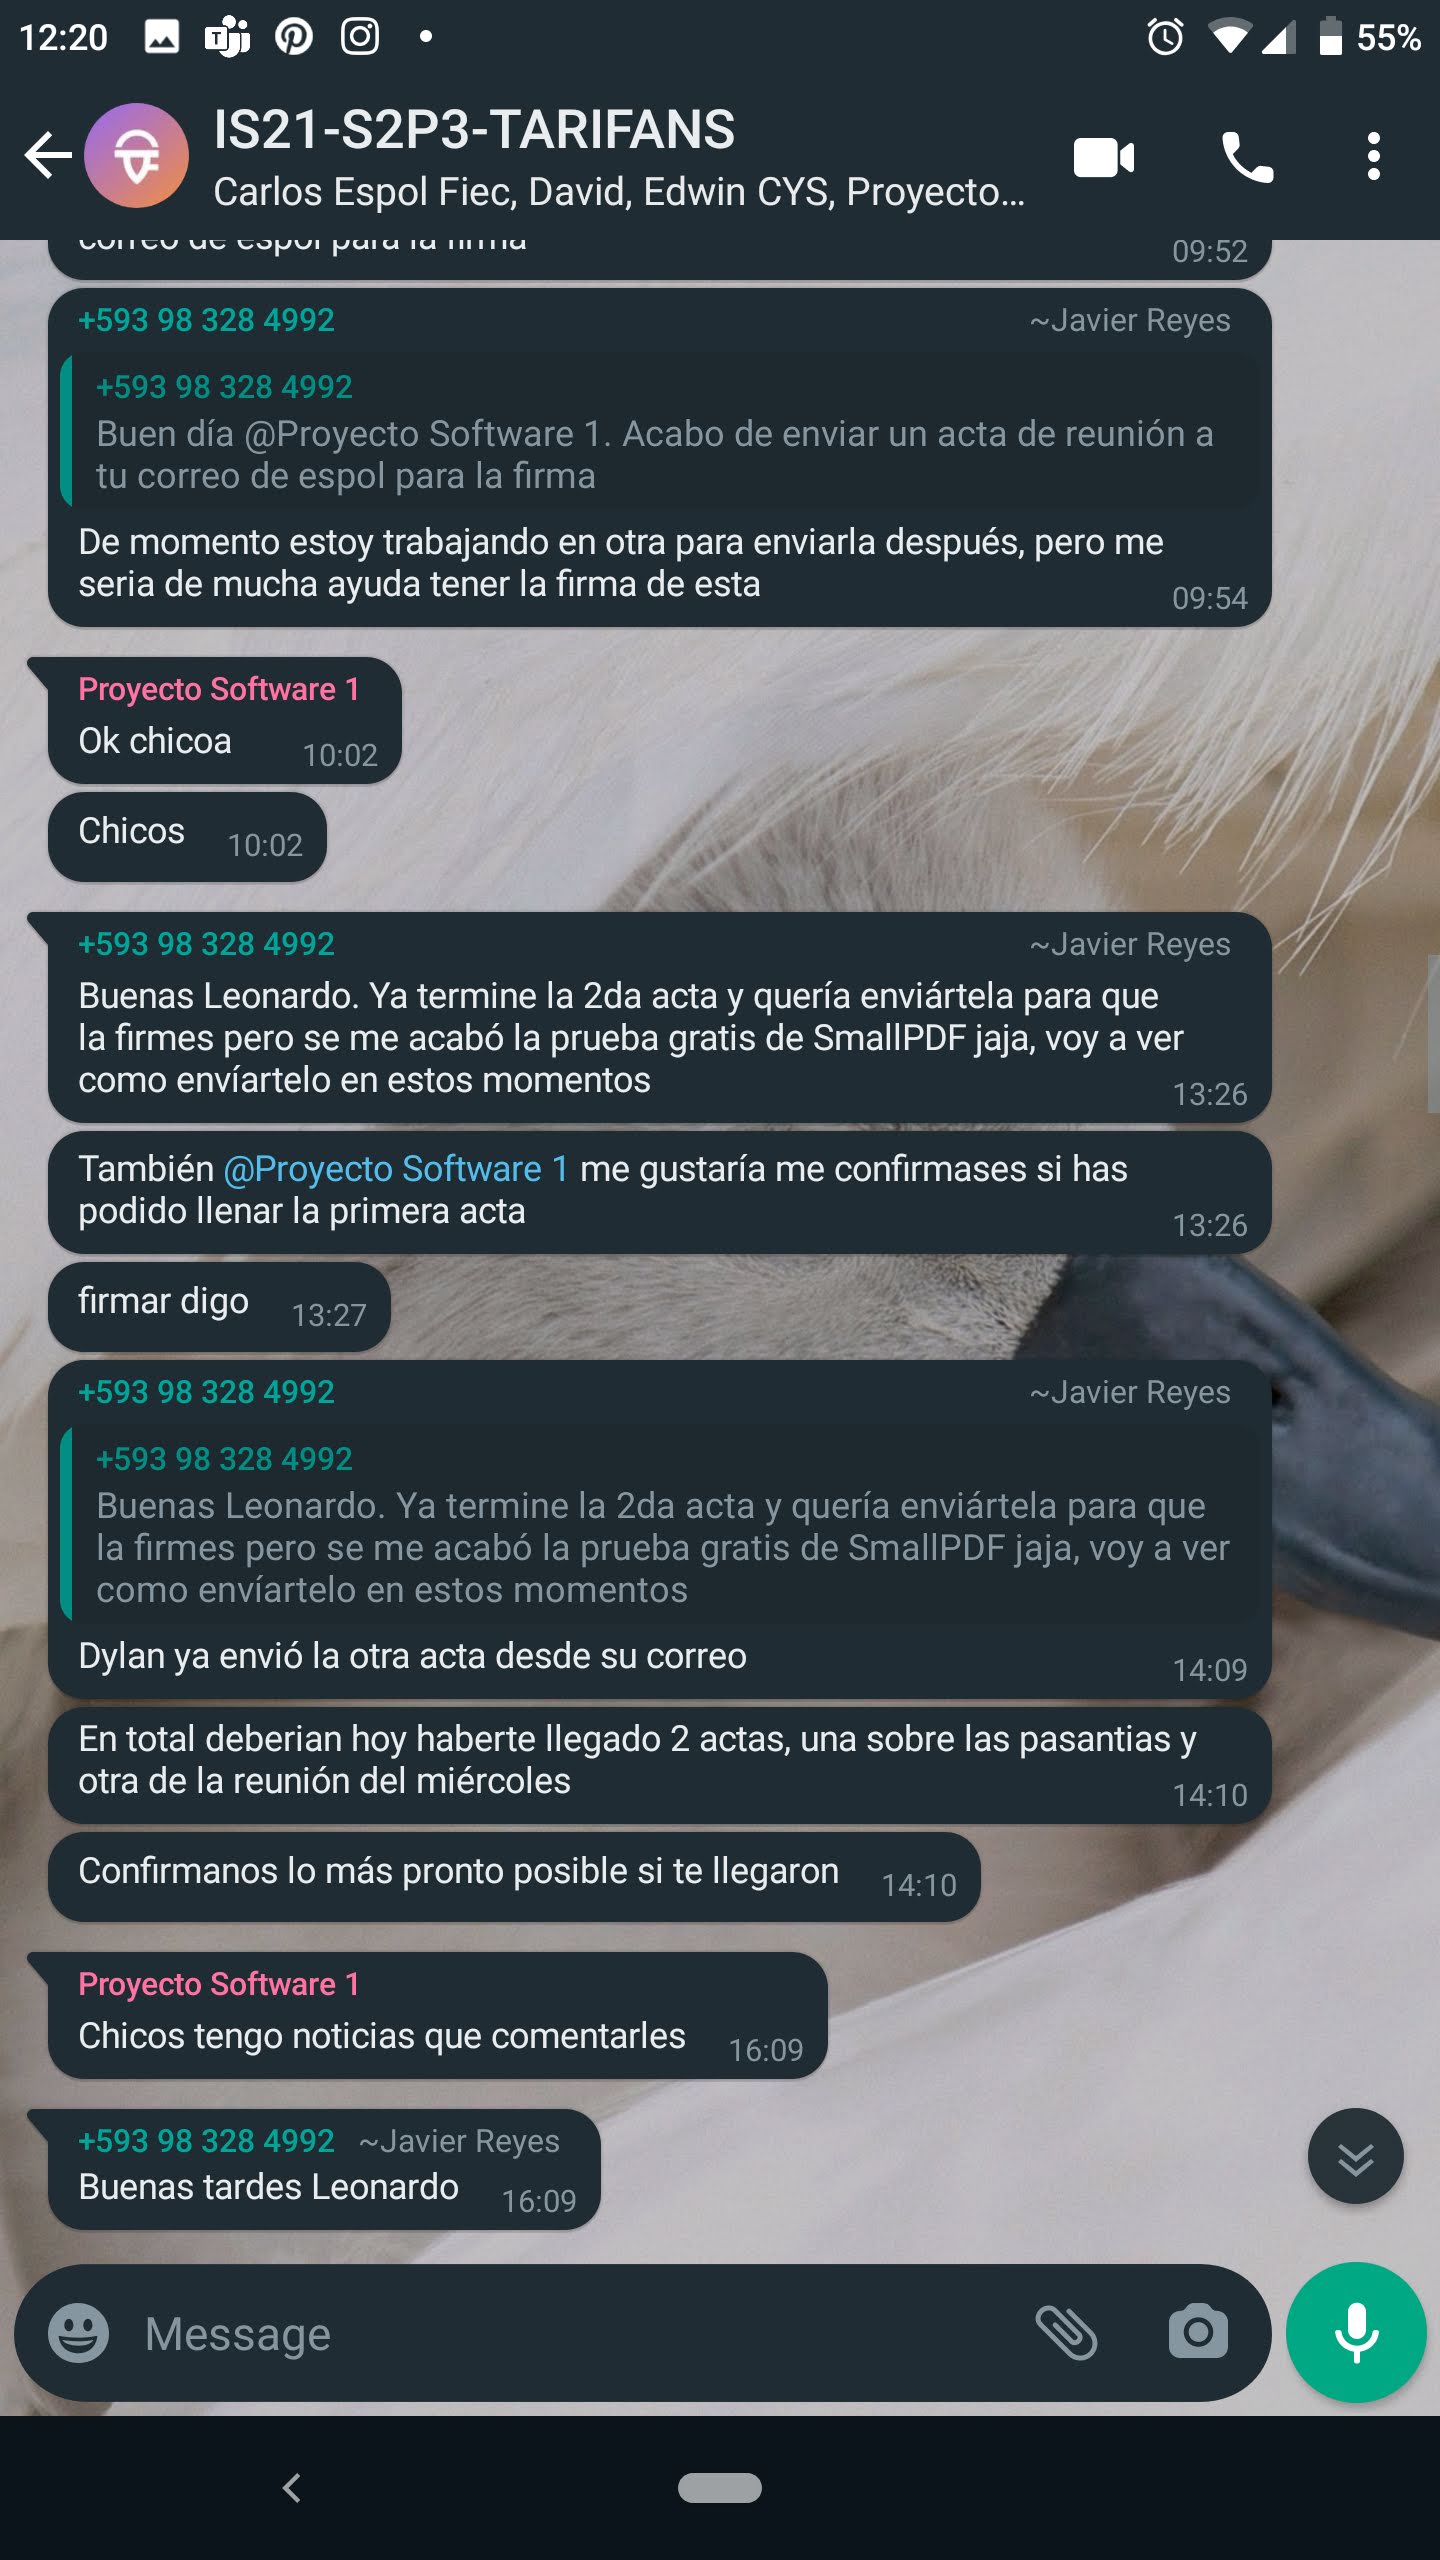 12:20
55%
IS21-S2P3-TARIFANS
Carlos Espol Fiec, David, Edwin CYS, Proyecto...
correo de espol para la firma
09:52
+593 98 328 4992 ~Javier Reyes
+593 98 328 4992
Buen día @Proyecto Software 1. Acabo de enviar un acta de reunión a
tu correo de espol para la firma
De momento estoy trabajando en otra para enviarla después, pero me
seria de mucha ayuda tener la firma de esta
09:54
Proyecto Software 1
Ok chicoa 10:02
Chicos 10:02
+593 98 328 4992 ~Javier Reyes
Buenas Leonardo. Ya termine la 2da acta y quería enviártela para que
la firmes pero se me acabó la prueba gratis de SmallPDF jaja, voy a ver
como envíartelo en estos momentos
13:26
También @Proyecto Software 1 me gustaría me confirmases si has
podido llenar la primera acta
13:26
firmar digo 13:27
+593 98 328 4992 ~Javier Reyes
+593 98 328 4992
Buenas Leonardo. Ya termine la 2da acta y quería enviártela para que
la firmes pero se me acabó la prueba gratis de SmallPDF jaja, voy a ver
como envíartelo en estos momentos
Dylan ya envió la otra acta desde su correo
14:09
En total deberian hoy haberte llegado 2 actas, una sobre las pasantias y
otra de la reunión del miércoles
14:10
Confirmanos lo más pronto posible si te llegaron 14:10
Proyecto Software 1
Chicos tengo noticias que comentarles 16:09
+593 98 328 4992 ~Javier Reyes
Buenas tardes Leonardo 16:09
Message